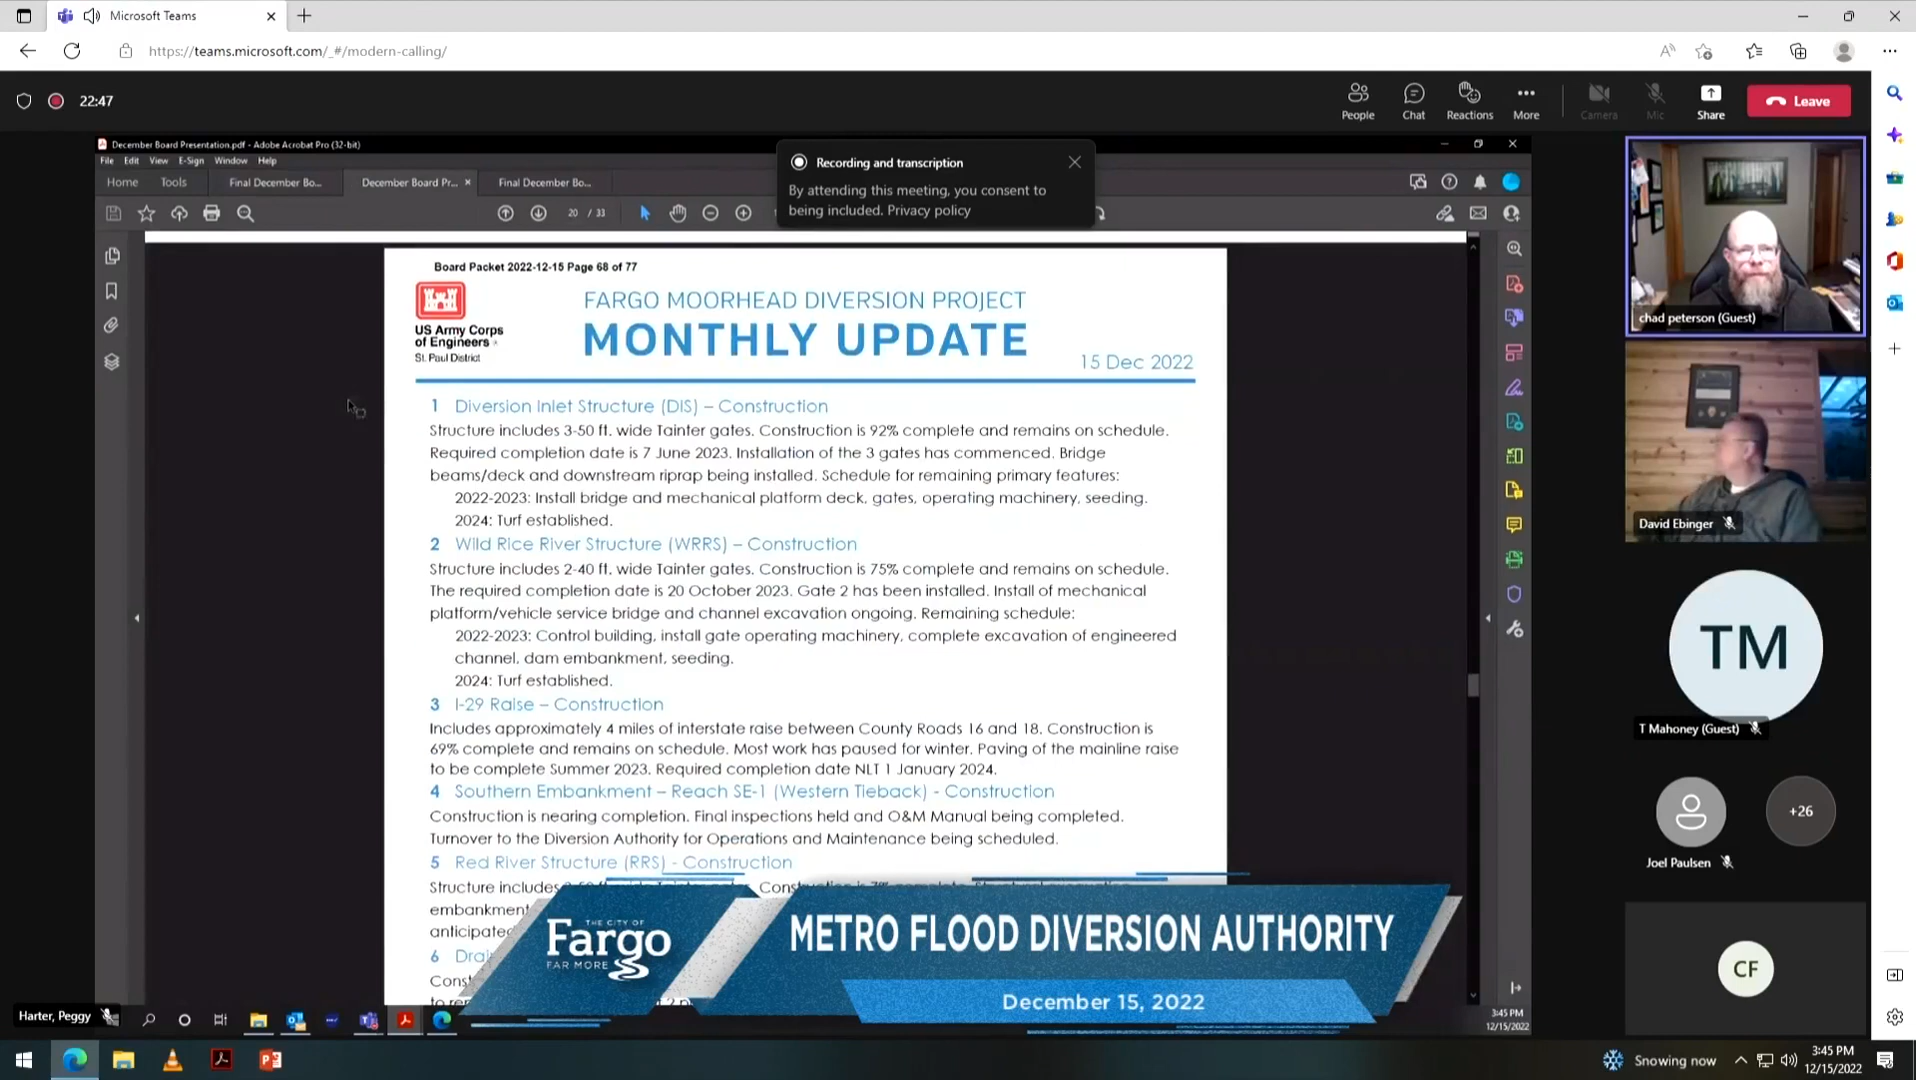 Microsoft Teams
https://teams.microsoft.com/_#/modern-calling/
22:47
People
Chat
Reactions
More
Camera
Mic
Share
Leave
December Board Presentation.pdf - Adobe Acrobat Pro (32-bit)
File Edit View E-Sign Window Help
Home Tools Final December Bo... December Board Pr... Final December Bo...
20 / 33
Recording and transcription
By attending this meeting, you consent to
being included. Privacy policy
Board Packet 2022-12-15 Page 68 of 77
US Army Corps
of Engineers
St. Paul District
FARGO MOORHEAD DIVERSION PROJECT
MONTHLY UPDATE
15 Dec 2022
1 Diversion Inlet Structure (DIS) – Construction
Structure includes 3-50 ft. wide Tainter gates. Construction is 92% complete and remains on schedule.
Required completion date is 7 June 2023. Installation of the 3 gates has commenced. Bridge
beams/deck and downstream riprap being installed. Schedule for remaining primary features:
2022-2023: Install bridge and mechanical platform deck, gates, operating machinery, seeding.
2024: Turf established.
2 Wild Rice River Structure (WRRS) – Construction
Structure includes 2-40 ft. wide Tainter gates. Construction is 75% complete and remains on schedule.
The required completion date is 20 October 2023. Gate 2 has been installed. Install of mechanical
platform/vehicle service bridge and channel excavation ongoing. Remaining schedule:
2022-2023: Control building, install gate operating machinery, complete excavation of engineered
channel, dam embankment, seeding.
2024: Turf established.
3 I-29 Raise – Construction
Includes approximately 4 miles of interstate raise between County Roads 16 and 18. Construction is
69% complete and remains on schedule. Most work has paused for winter. Paving of the mainline raise
to be complete Summer 2023. Required completion date NLT 1 January 2024.
4 Southern Embankment – Reach SE-1 (Western Tieback) - Construction
Construction is nearing completion. Final inspections held and O&M Manual being completed.
Turnover to the Diversion Authority for Operations and Maintenance being scheduled.
5 Red River Structure (RRS) - Construction
Structure includes
embankment
anticipated
6
THE CITY OF
Fargo
FAR MORE
METRO FLOOD DIVERSION AUTHORITY
December 15, 2022
chad peterson (Guest)
David Ebinger
TM
T Mahoney (Guest)
+26
Joel Paulsen
CF
Harter, Peggy
3:45 PM
12/15/2022
Snowing now
3:45 PM
12/15/2022